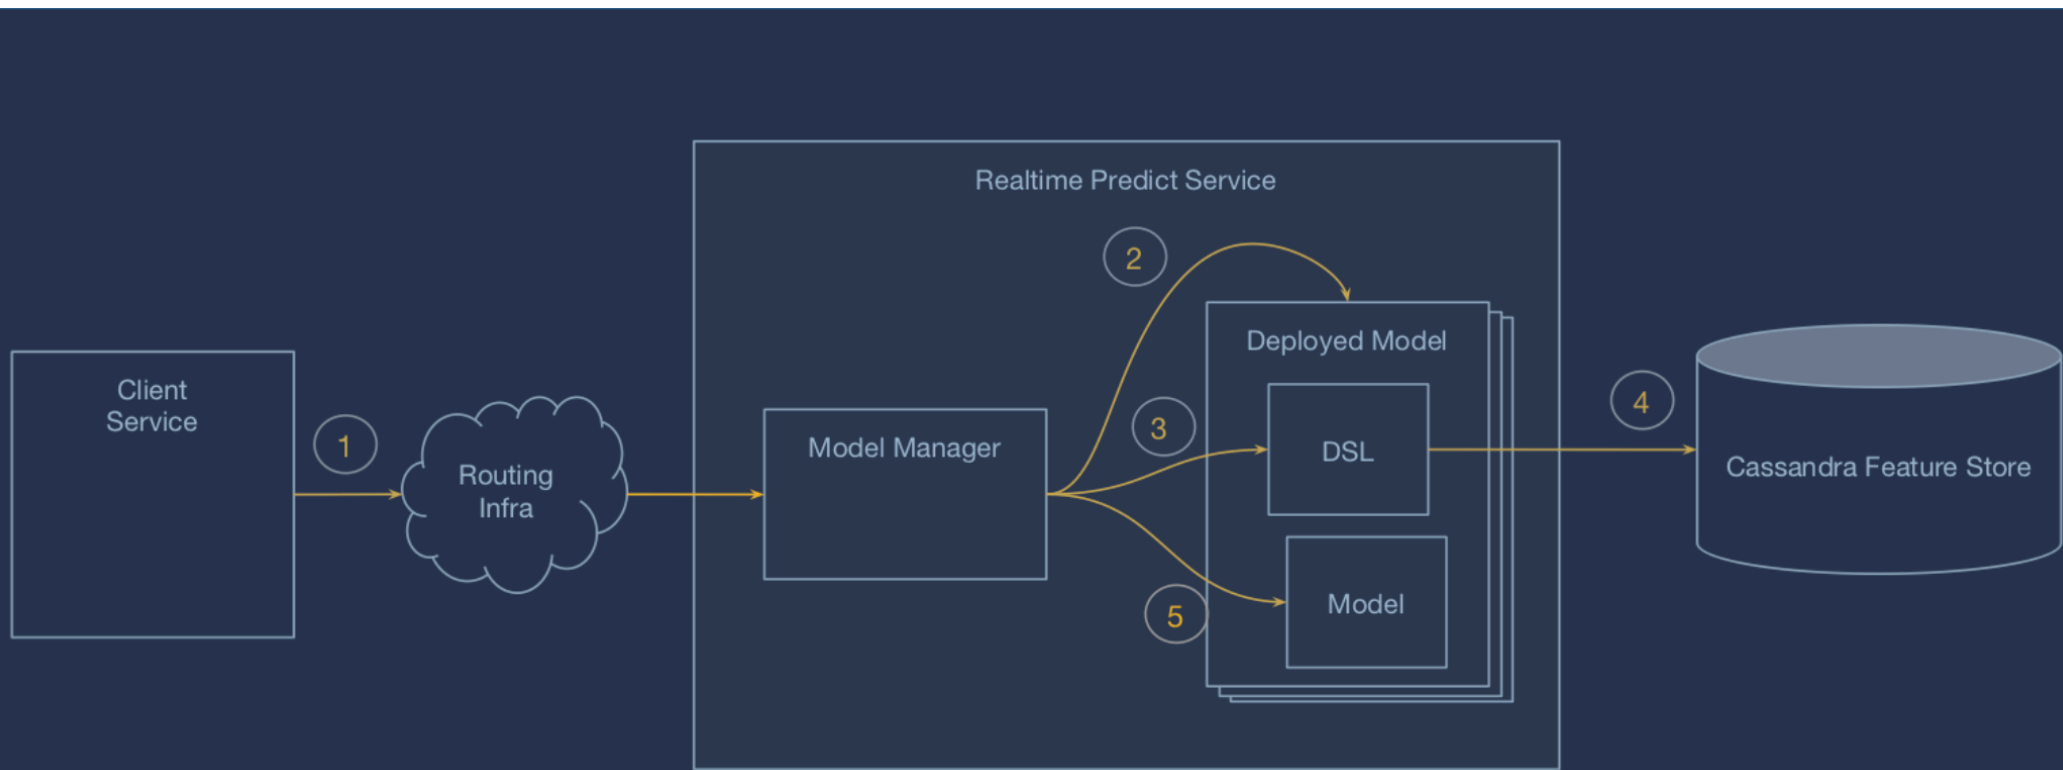 Realtime Predict Service
2
Deployed Model
Client
Service
1
Routing
Infra
Model Manager
3
DSL
4
Cassandra Feature Store
5
Model